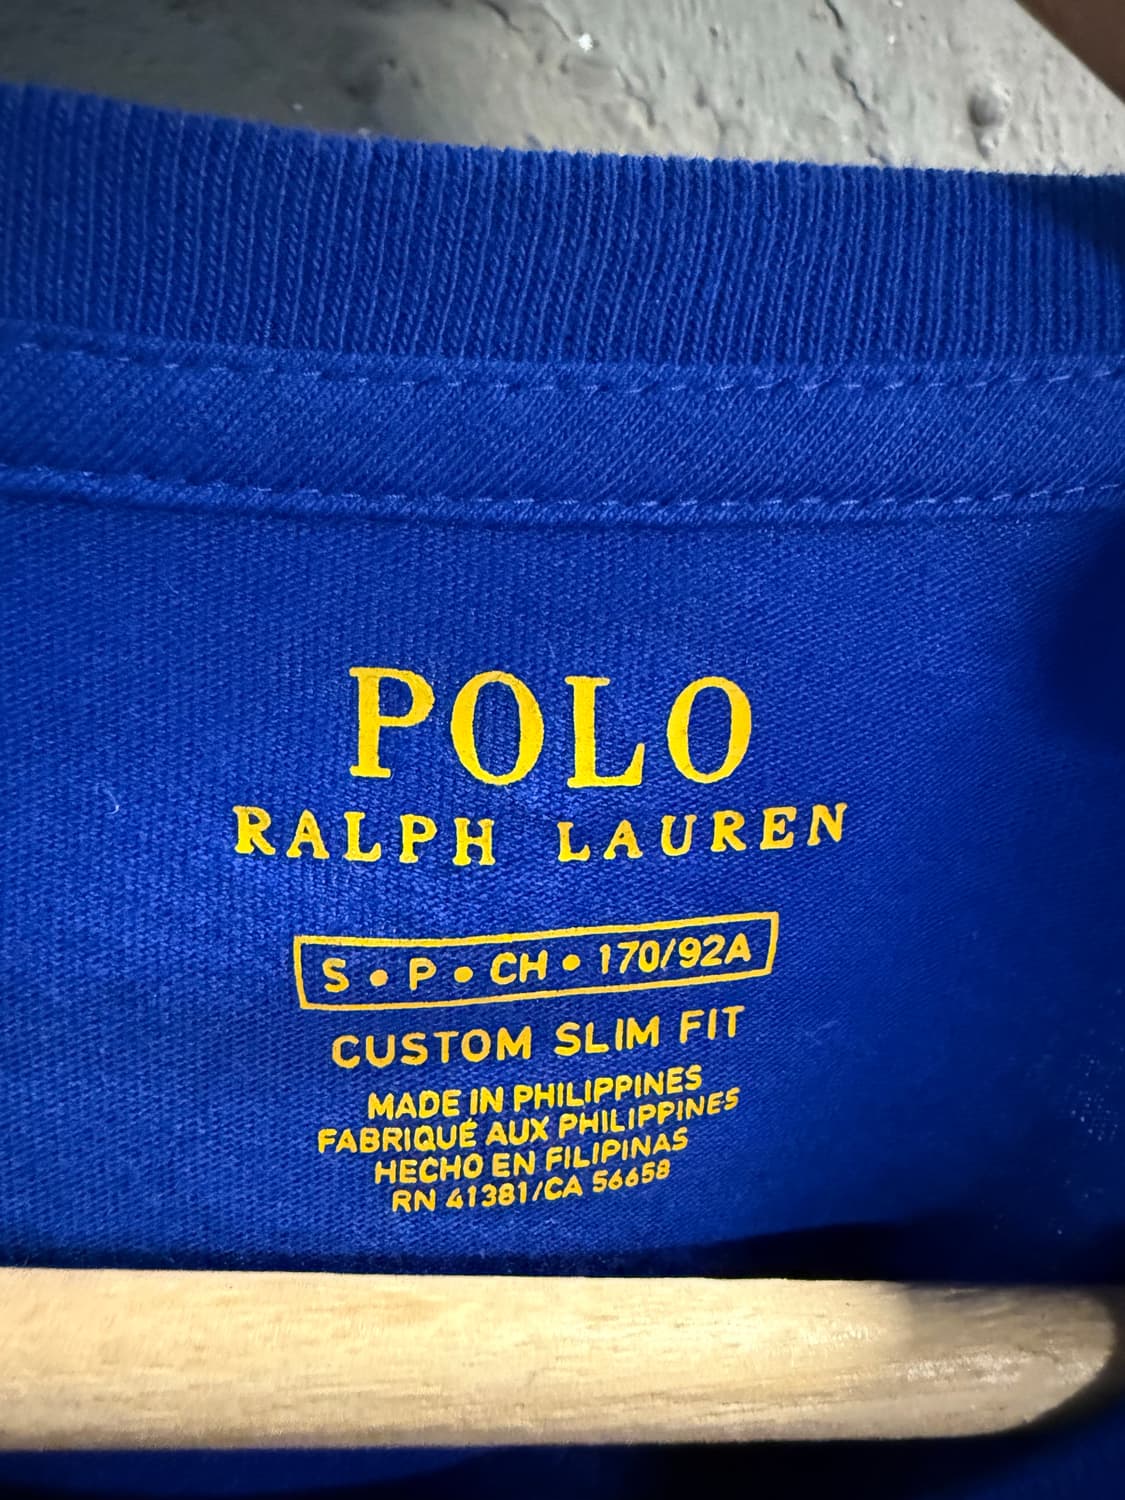 POLO
RALPH LAUREN
S • P • CH • 170/92A
CUSTOM SLIM FIT
MADE IN PHILIPPINES
FABRIQUÉ AUX PHILIPPINES
HECHO EN FILIPINAS
RN 41381/CA 56658